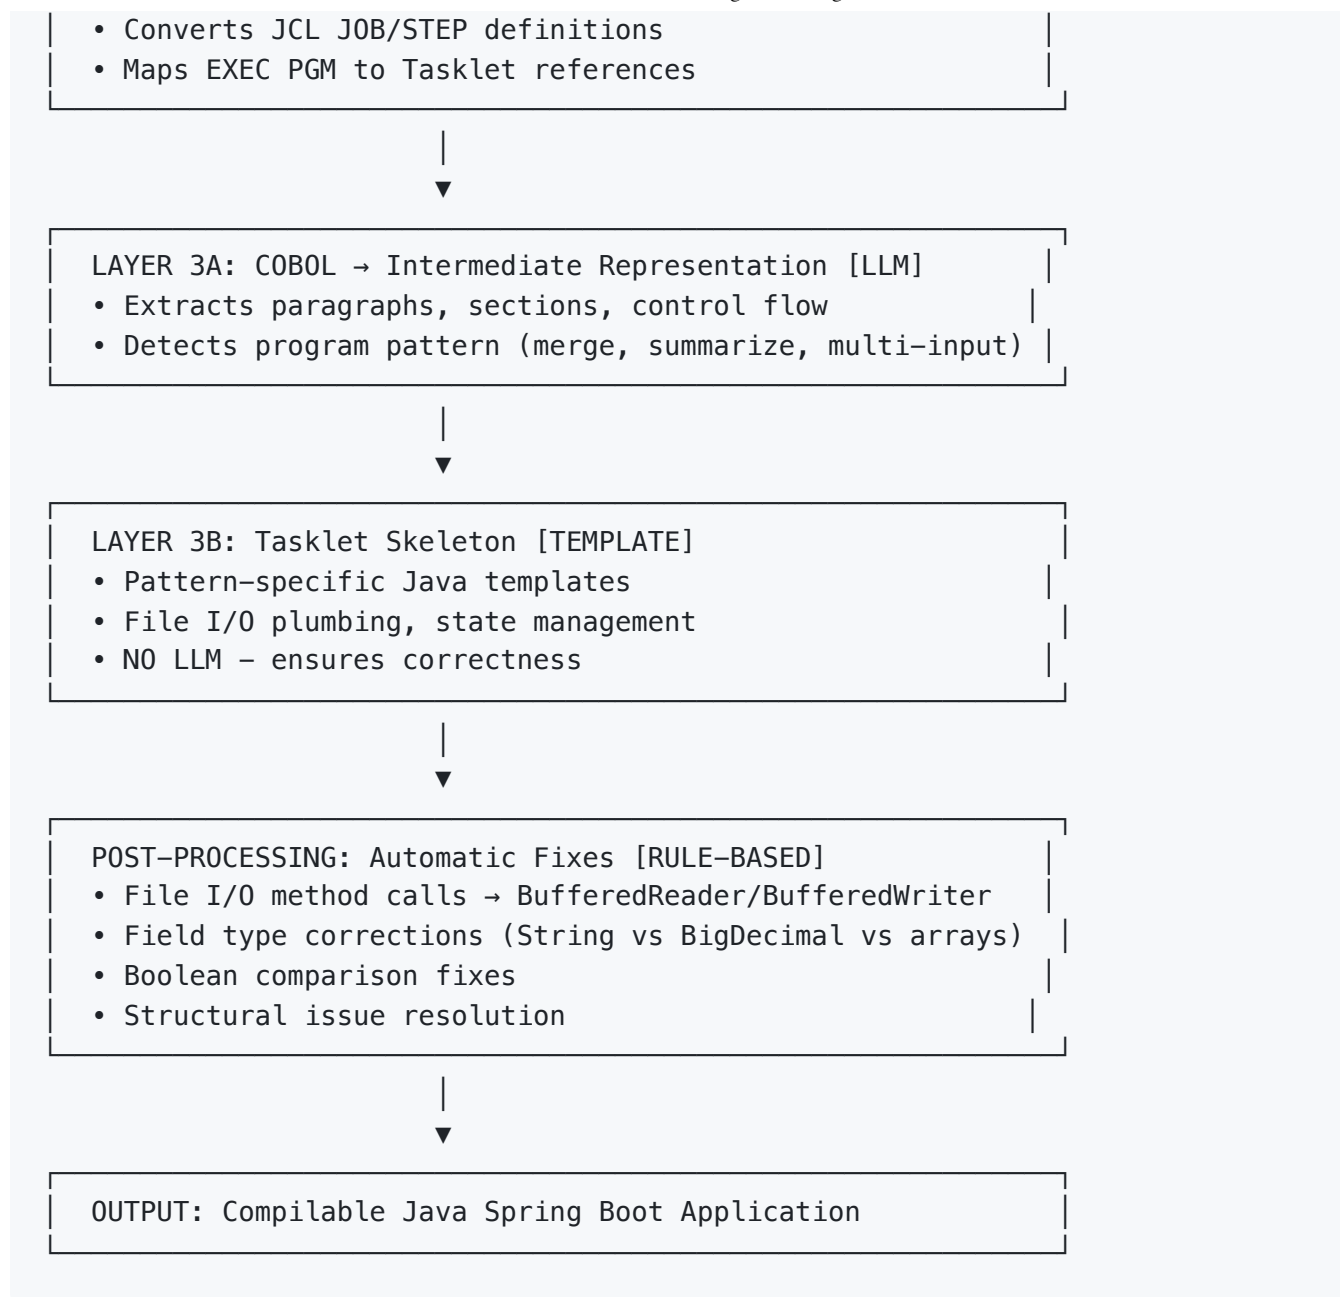 • Converts JCL JOB/STEP definitions
• Maps EXEC PGM to Tasklet references
▼
LAYER 3A: COBOL → Intermediate Representation [LLM]
• Extracts paragraphs, sections, control flow
• Detects program pattern (merge, summarize, multi-input)
▼
LAYER 3B: Tasklet Skeleton [TEMPLATE]
• Pattern-specific Java templates
• File I/O plumbing, state management
• NO LLM - ensures correctness
▼
POST-PROCESSING: Automatic Fixes [RULE-BASED]
• File I/O method calls → BufferedReader/BufferedWriter
• Field type corrections (String vs BigDecimal vs arrays)
• Boolean comparison fixes
• Structural issue resolution
▼
OUTPUT: Compilable Java Spring Boot Application